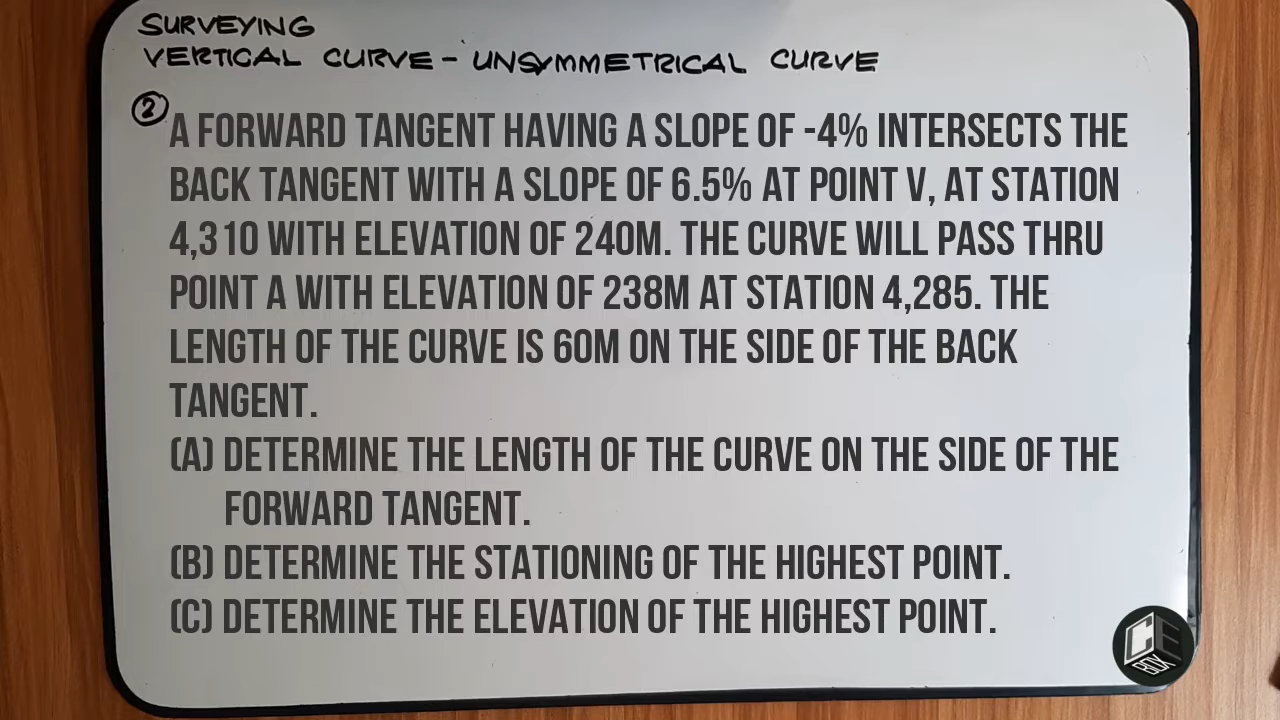 SURVEYING
VERTICAL CURVE - UNSYMMETRICAL CURVE
2 A FORWARD TANGENT HAVING A SLOPE OF -4% INTERSECTS THE
BACK TANGENT WITH A SLOPE OF 6.5% AT POINT V, AT STATION
4,310 WITH ELEVATION OF 240M. THE CURVE WILL PASS THRU
POINT A WITH ELEVATION OF 238M AT STATION 4,285. THE
LENGTH OF THE CURVE IS 60M ON THE SIDE OF THE BACK
TANGENT.
(A) DETERMINE THE LENGTH OF THE CURVE ON THE SIDE OF THE
FORWARD TANGENT.
(B) DETERMINE THE STATIONING OF THE HIGHEST POINT.
(C) DETERMINE THE ELEVATION OF THE HIGHEST POINT.
CE
BOX